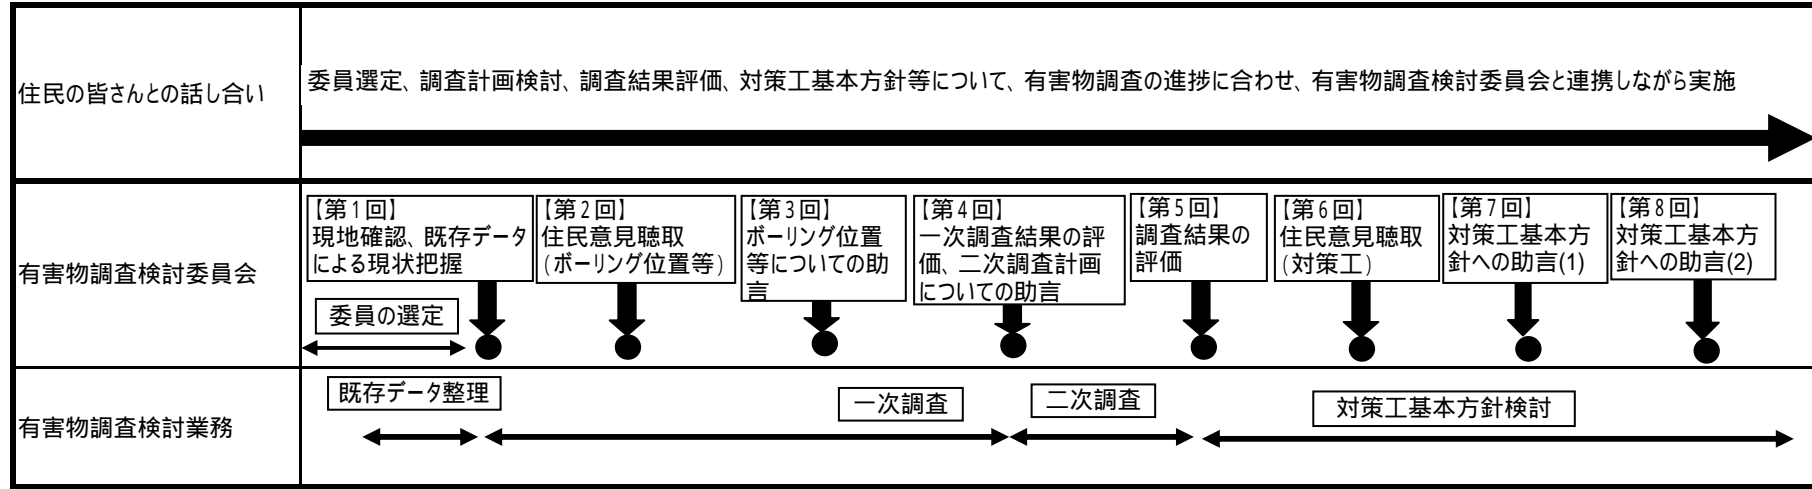 住民の皆さんとの話し合い
委員選定、調査計画検討、調査結果評価、対策工基本方針等について、有害物調査の進捗に合わせ、有害物調査検討委員会と連携しながら実施
有害物調査検討委員会
【第1回】
現地確認、既存データ
による現状把握
【第2回】
住民意見聴取
(ボーリング位置等)
【第3回】
ボーリング位置
等についての助
言
【第4回】
一次調査結果の評
価、二次調査計画
についての助言
【第5回】
調査結果の
評価
【第6回】
住民意見聴取
(対策工)
【第7回】
対策工基本方
針への助言(1)
【第8回】
対策工基本方
針への助言(2)
委員の選定
有害物調査検討業務
既存データ整理
一次調査
二次調査
対策工基本方針検討